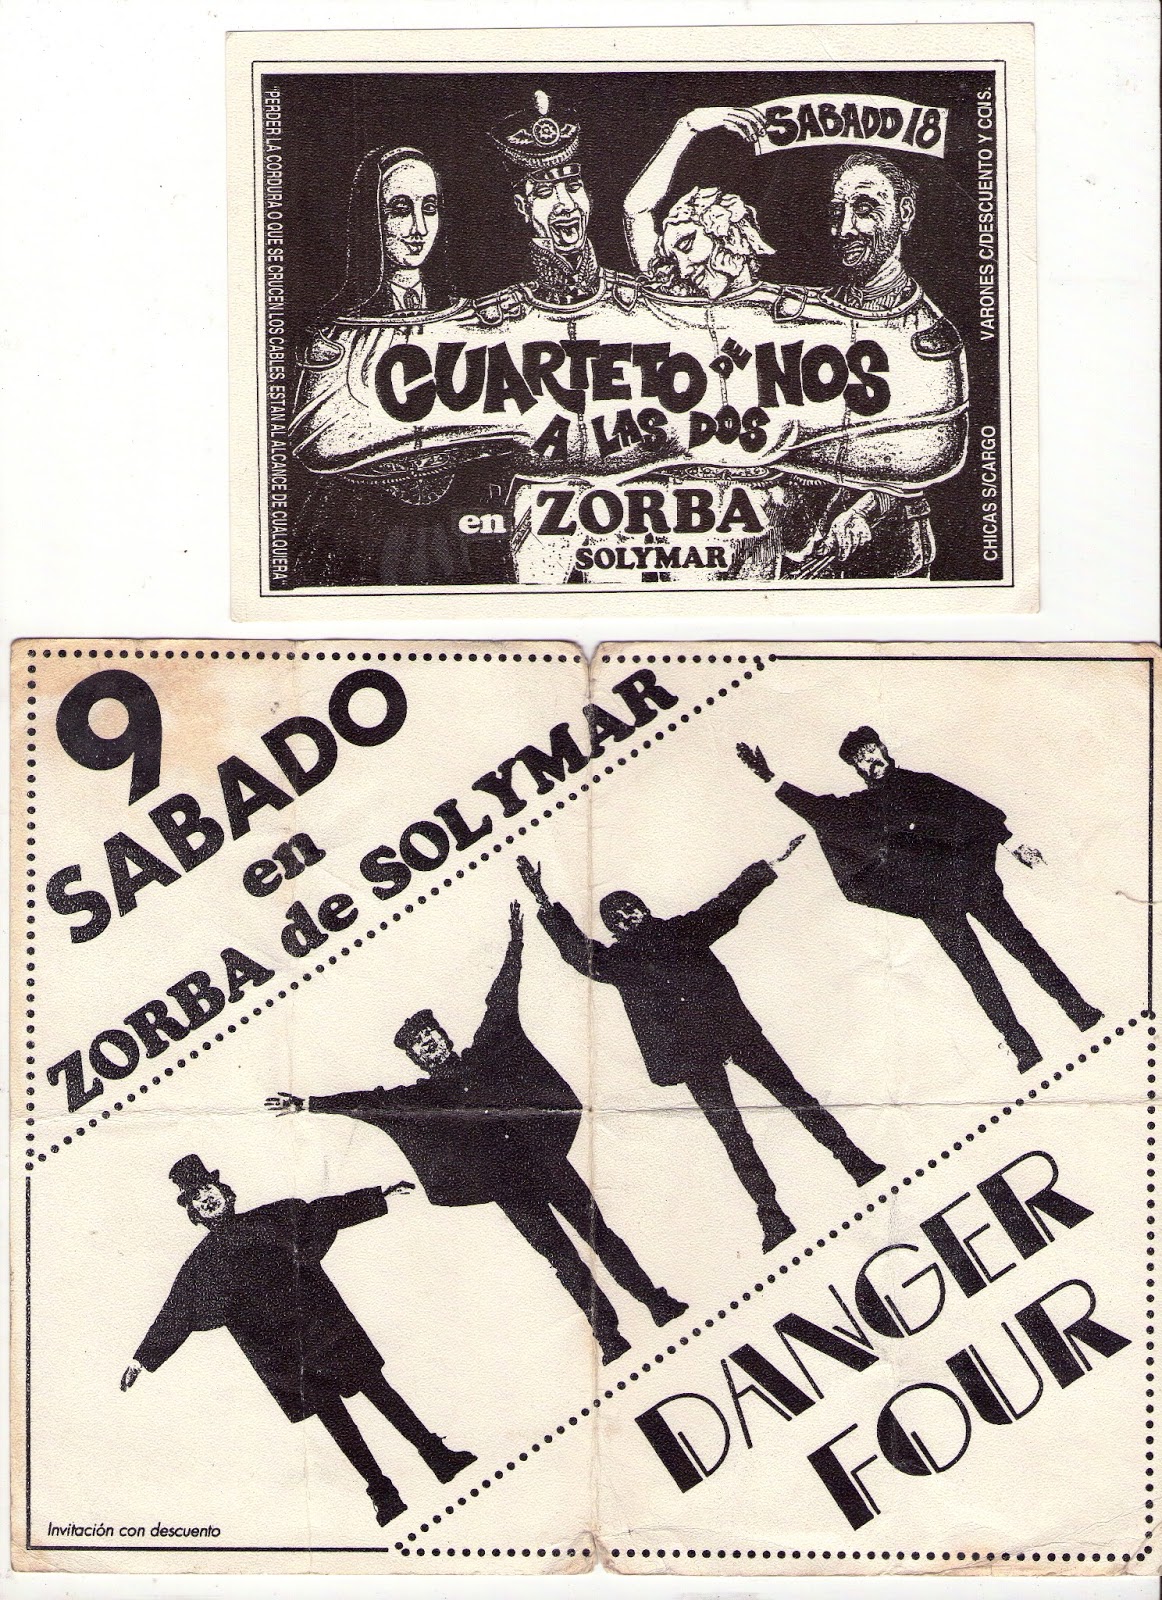 "PERDER LA CORDURA O QUE SE CRUCEN LOS CABLES, ESTAN AL ALCANCE DE CUALQUIERA"
SABADO 18
VARONES C/DESCUENTO Y CONS.
CHICAS S/CARGO
CUARTETO DE NOS
A LAS DOS
en ZORBA
SOLYMAR
9
SABADO
en
ZORBA de SOLYMAR
DANGER
FOUR
Invitación con descuento